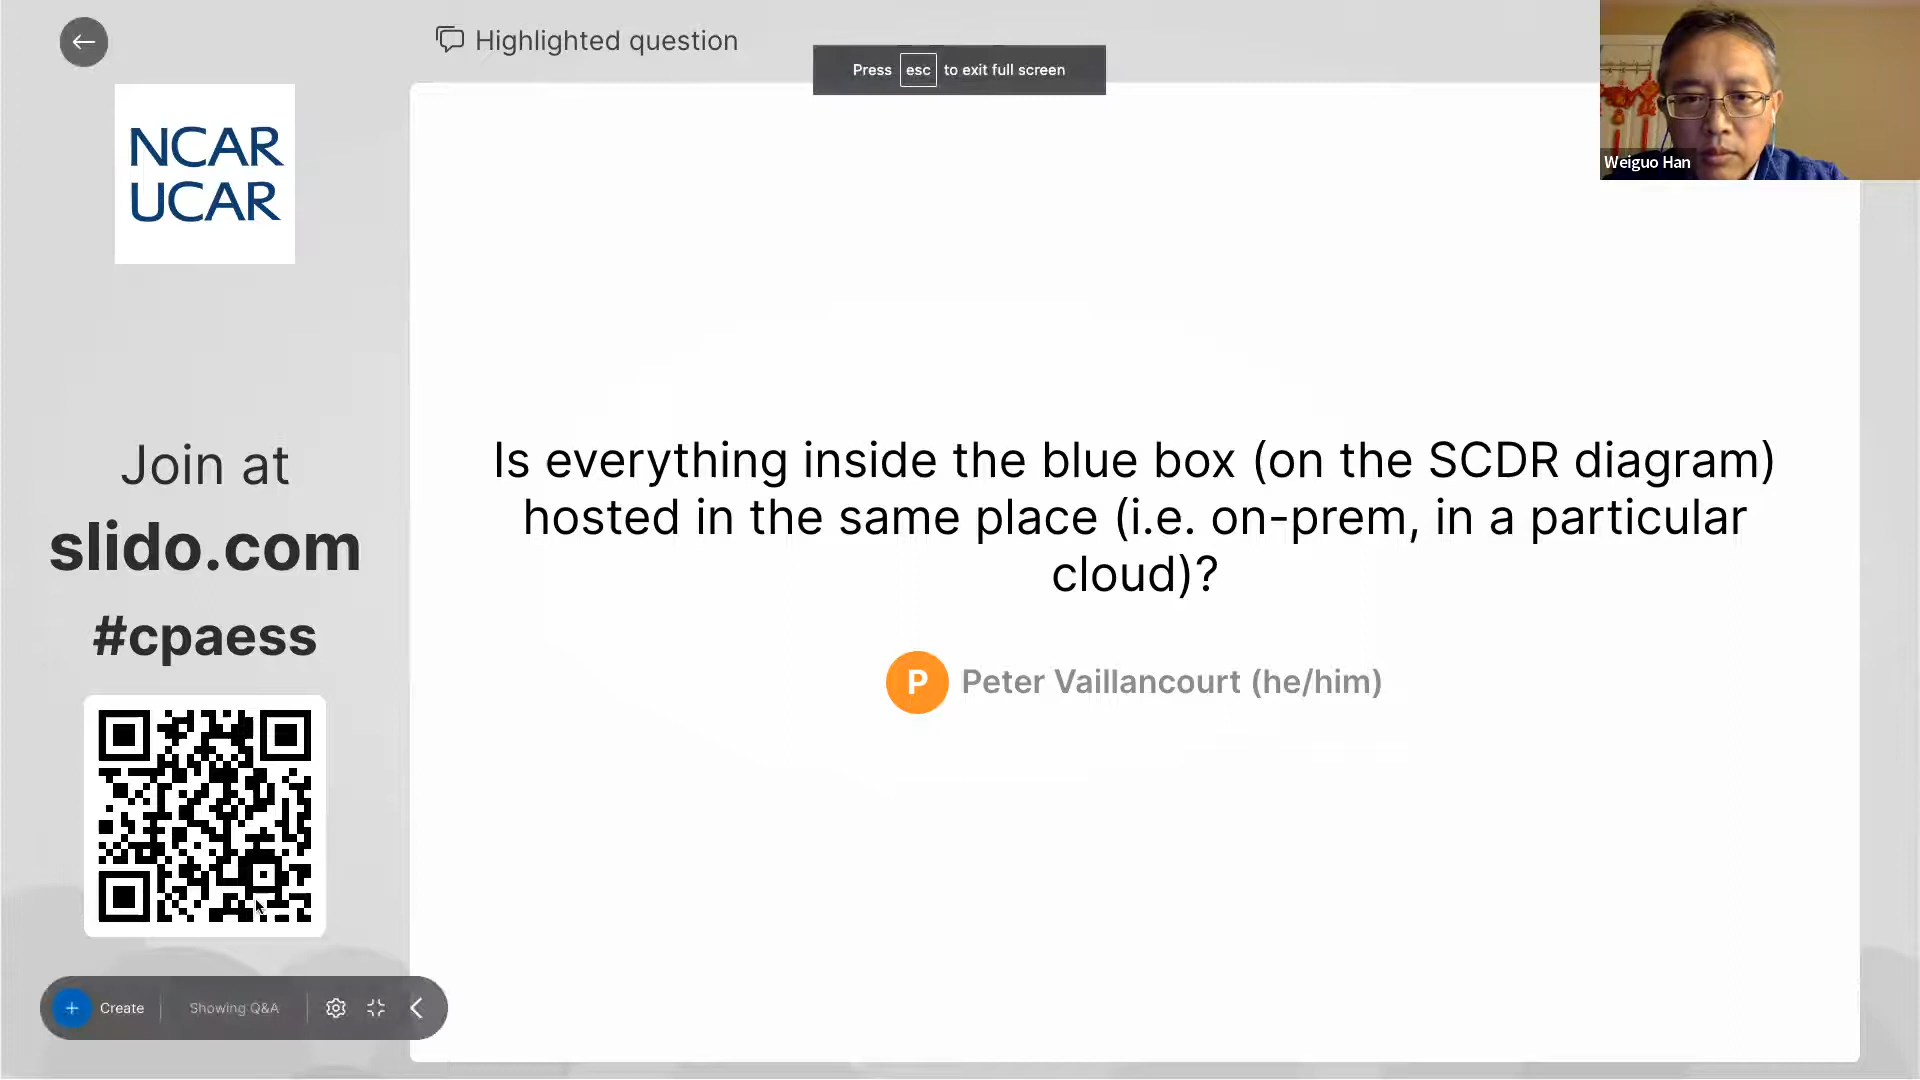 Highlighted question
Press esc to exit full screen
NCAR
UCAR
Weiguo Han
Join at
slido.com
#cpaess
Is everything inside the blue box (on the SCDR diagram)
hosted in the same place (i.e. on-prem, in a particular
cloud)?
P Peter Vaillancourt (he/him)
Create
Showing Q&A